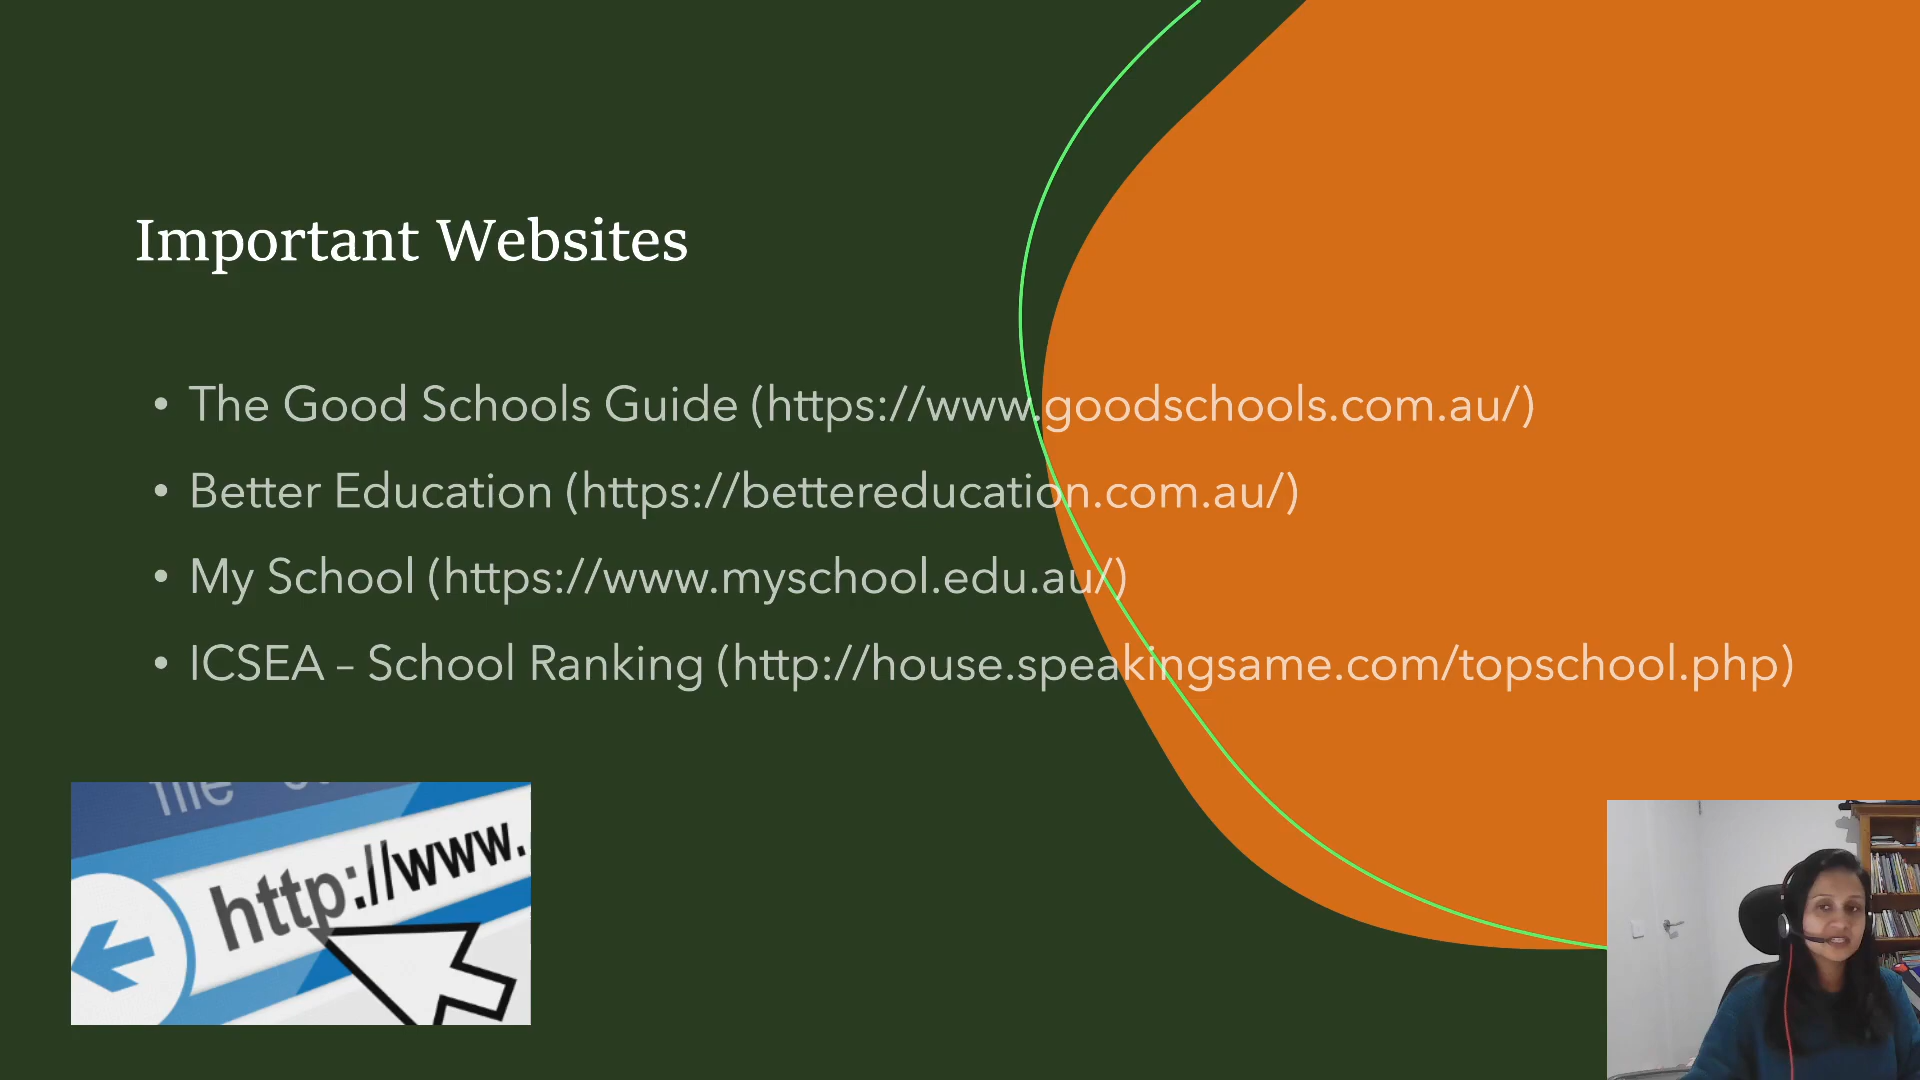 Important Websites
• The Good Schools Guide (https://www.goodschools.com.au/)
• Better Education (https://bettereducation.com.au/)
• My School (https://www.myschool.edu.au/)
• ICSEA – School Ranking (http://house.speakingsame.com/topschool.php)
file
http://www.